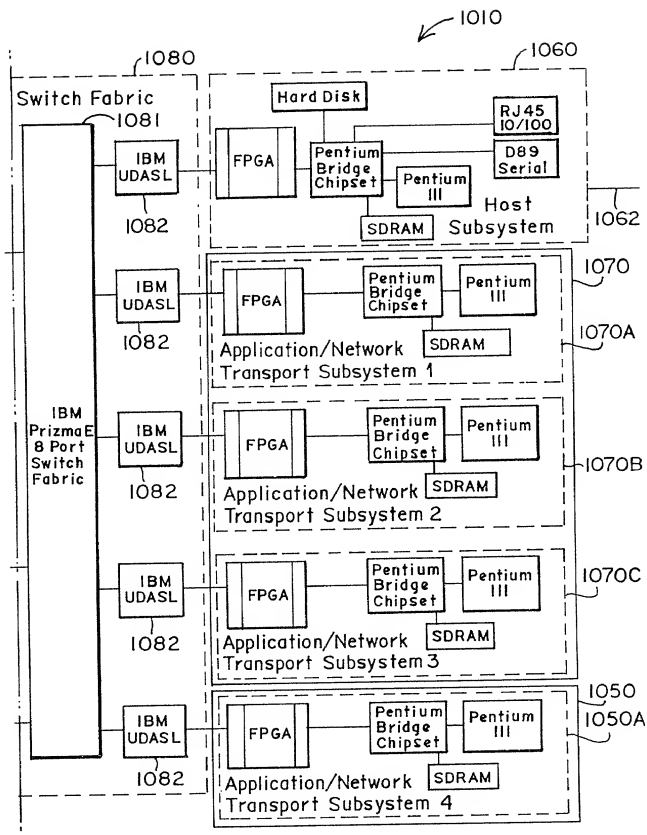 1010
1080
1060
Switch Fabric
1081
Hard Disk
RJ45
10/100
IBM
UDASL
FPGA
Pentium
Bridge
Chipset
D89
Serial
Pentium
III
1082
SDRAM
Host
Subsystem
1062
IBM
UDASL
FPGA
Pentium
Bridge
Chipset
Pentium
III
1070
1082
SDRAM
1070A
Application/Network
Transport Subsystem 1
IBM
PrizmaE
8 Port
Switch
Fabric
IBM
UDASL
FPGA
Pentium
Bridge
Chipset
Pentium
III
1070B
1082
SDRAM
Application/Network
Transport Subsystem 2
IBM
UDASL
FPGA
Pentium
Bridge
Chipset
Pentium
III
1070C
1082
SDRAM
Application/Network
Transport Subsystem 3
1050
IBM
UDASL
FPGA
Pentium
Bridge
Chipset
Pentium
III
1050A
1082
SDRAM
Application/Network
Transport Subsystem 4